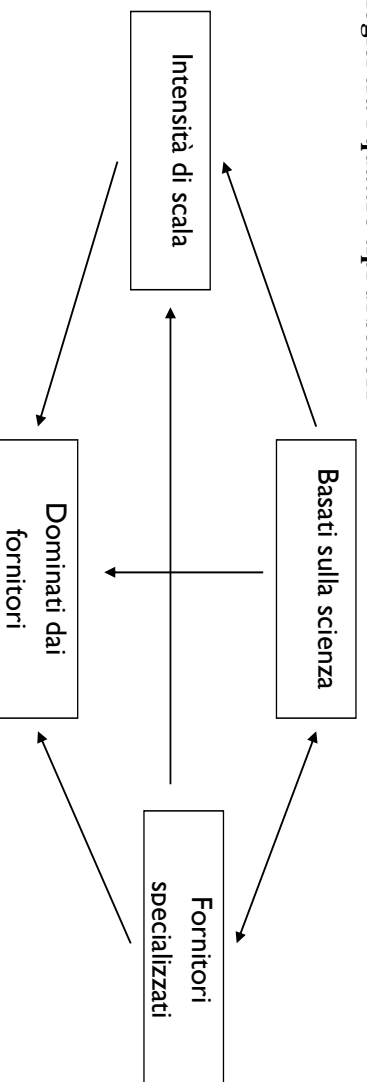 Basati sulla scienza
Intensità di scala
Fornitori
specializzati
Dominati dai
fornitori